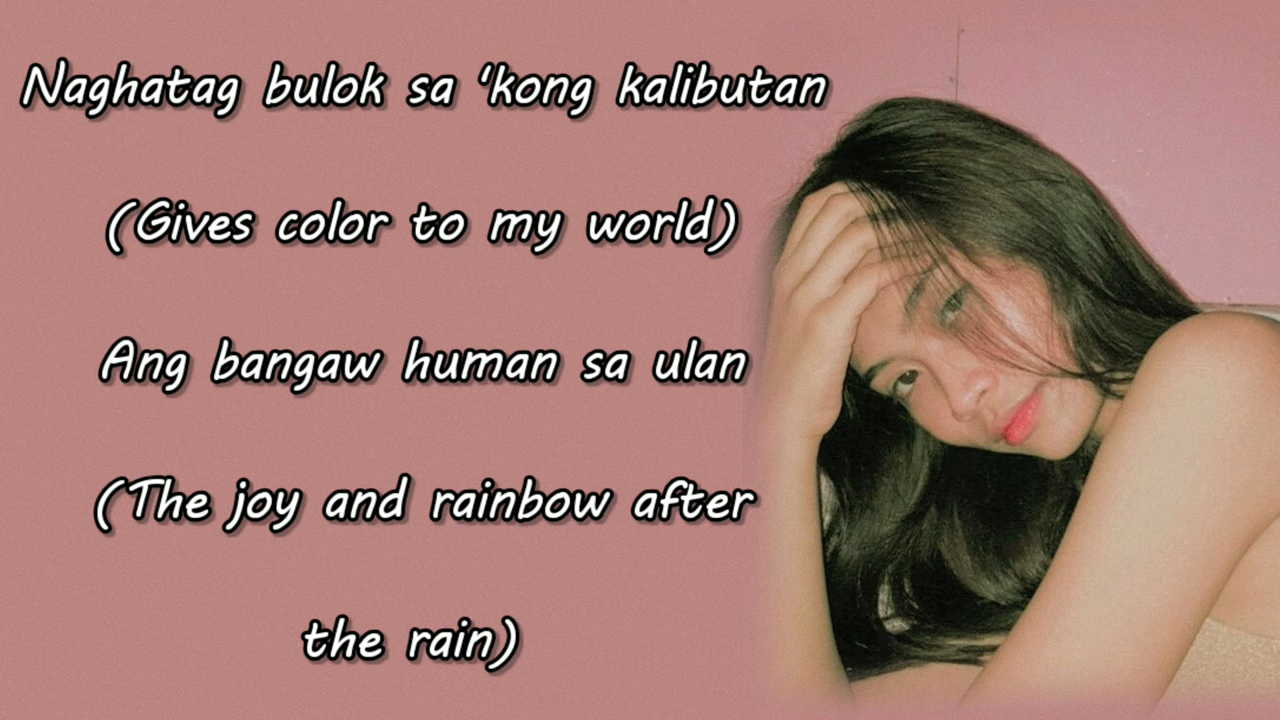 Naghatag bulok sa ‘kong kalibutan
(Gives color to my world)
Ang bangaw human sa ulan
(The joy and rainbow after
the rain)